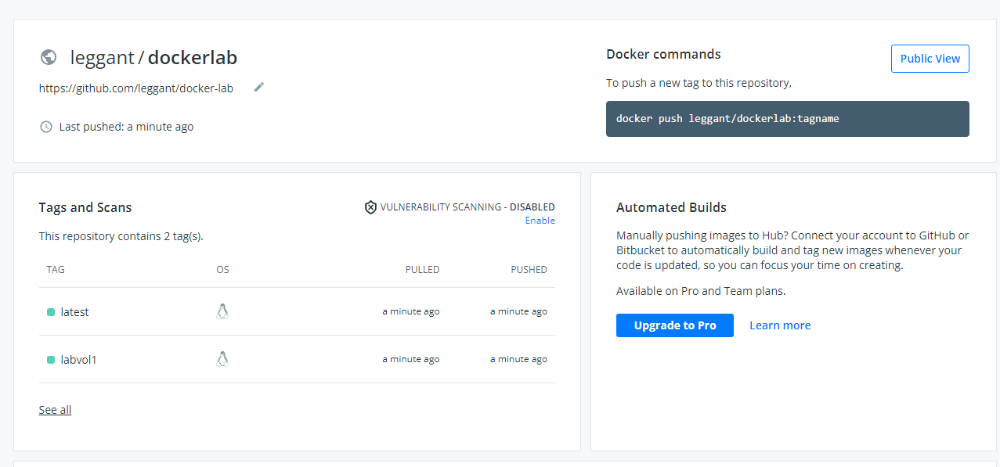 leggant / dockerlab
https://github.com/leggant/docker-lab
Last pushed: a minute ago
Docker commands
Public View
To push a new tag to this repository,
docker push leggant/dockerlab:tagname
Tags and Scans
VULNERABILITY SCANNING - DISABLED
Enable
This repository contains 2 tag(s).
TAG OS PULLED PUSHED
latest a minute ago a minute ago
labvol1 a minute ago a minute ago
See all
Automated Builds
Manually pushing images to Hub? Connect your account to GitHub or
Bitbucket to automatically build and tag new images whenever your
code is updated, so you can focus your time on creating.
Available on Pro and Team plans.
Upgrade to Pro Learn more